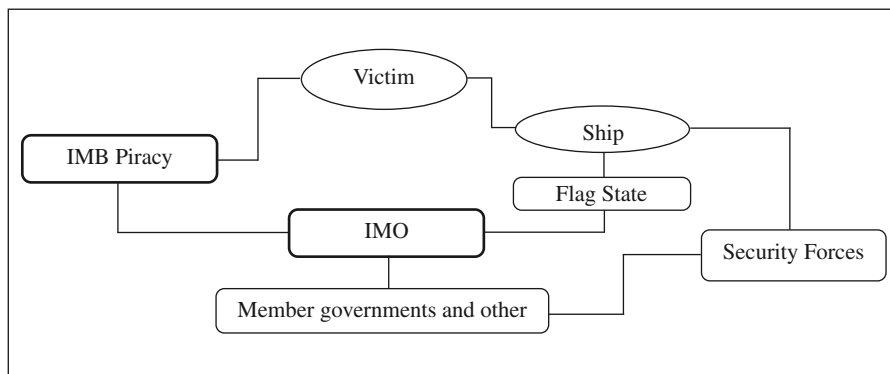 Victim
Ship
IMB Piracy
Flag State
IMO
Security Forces
Member governments and other